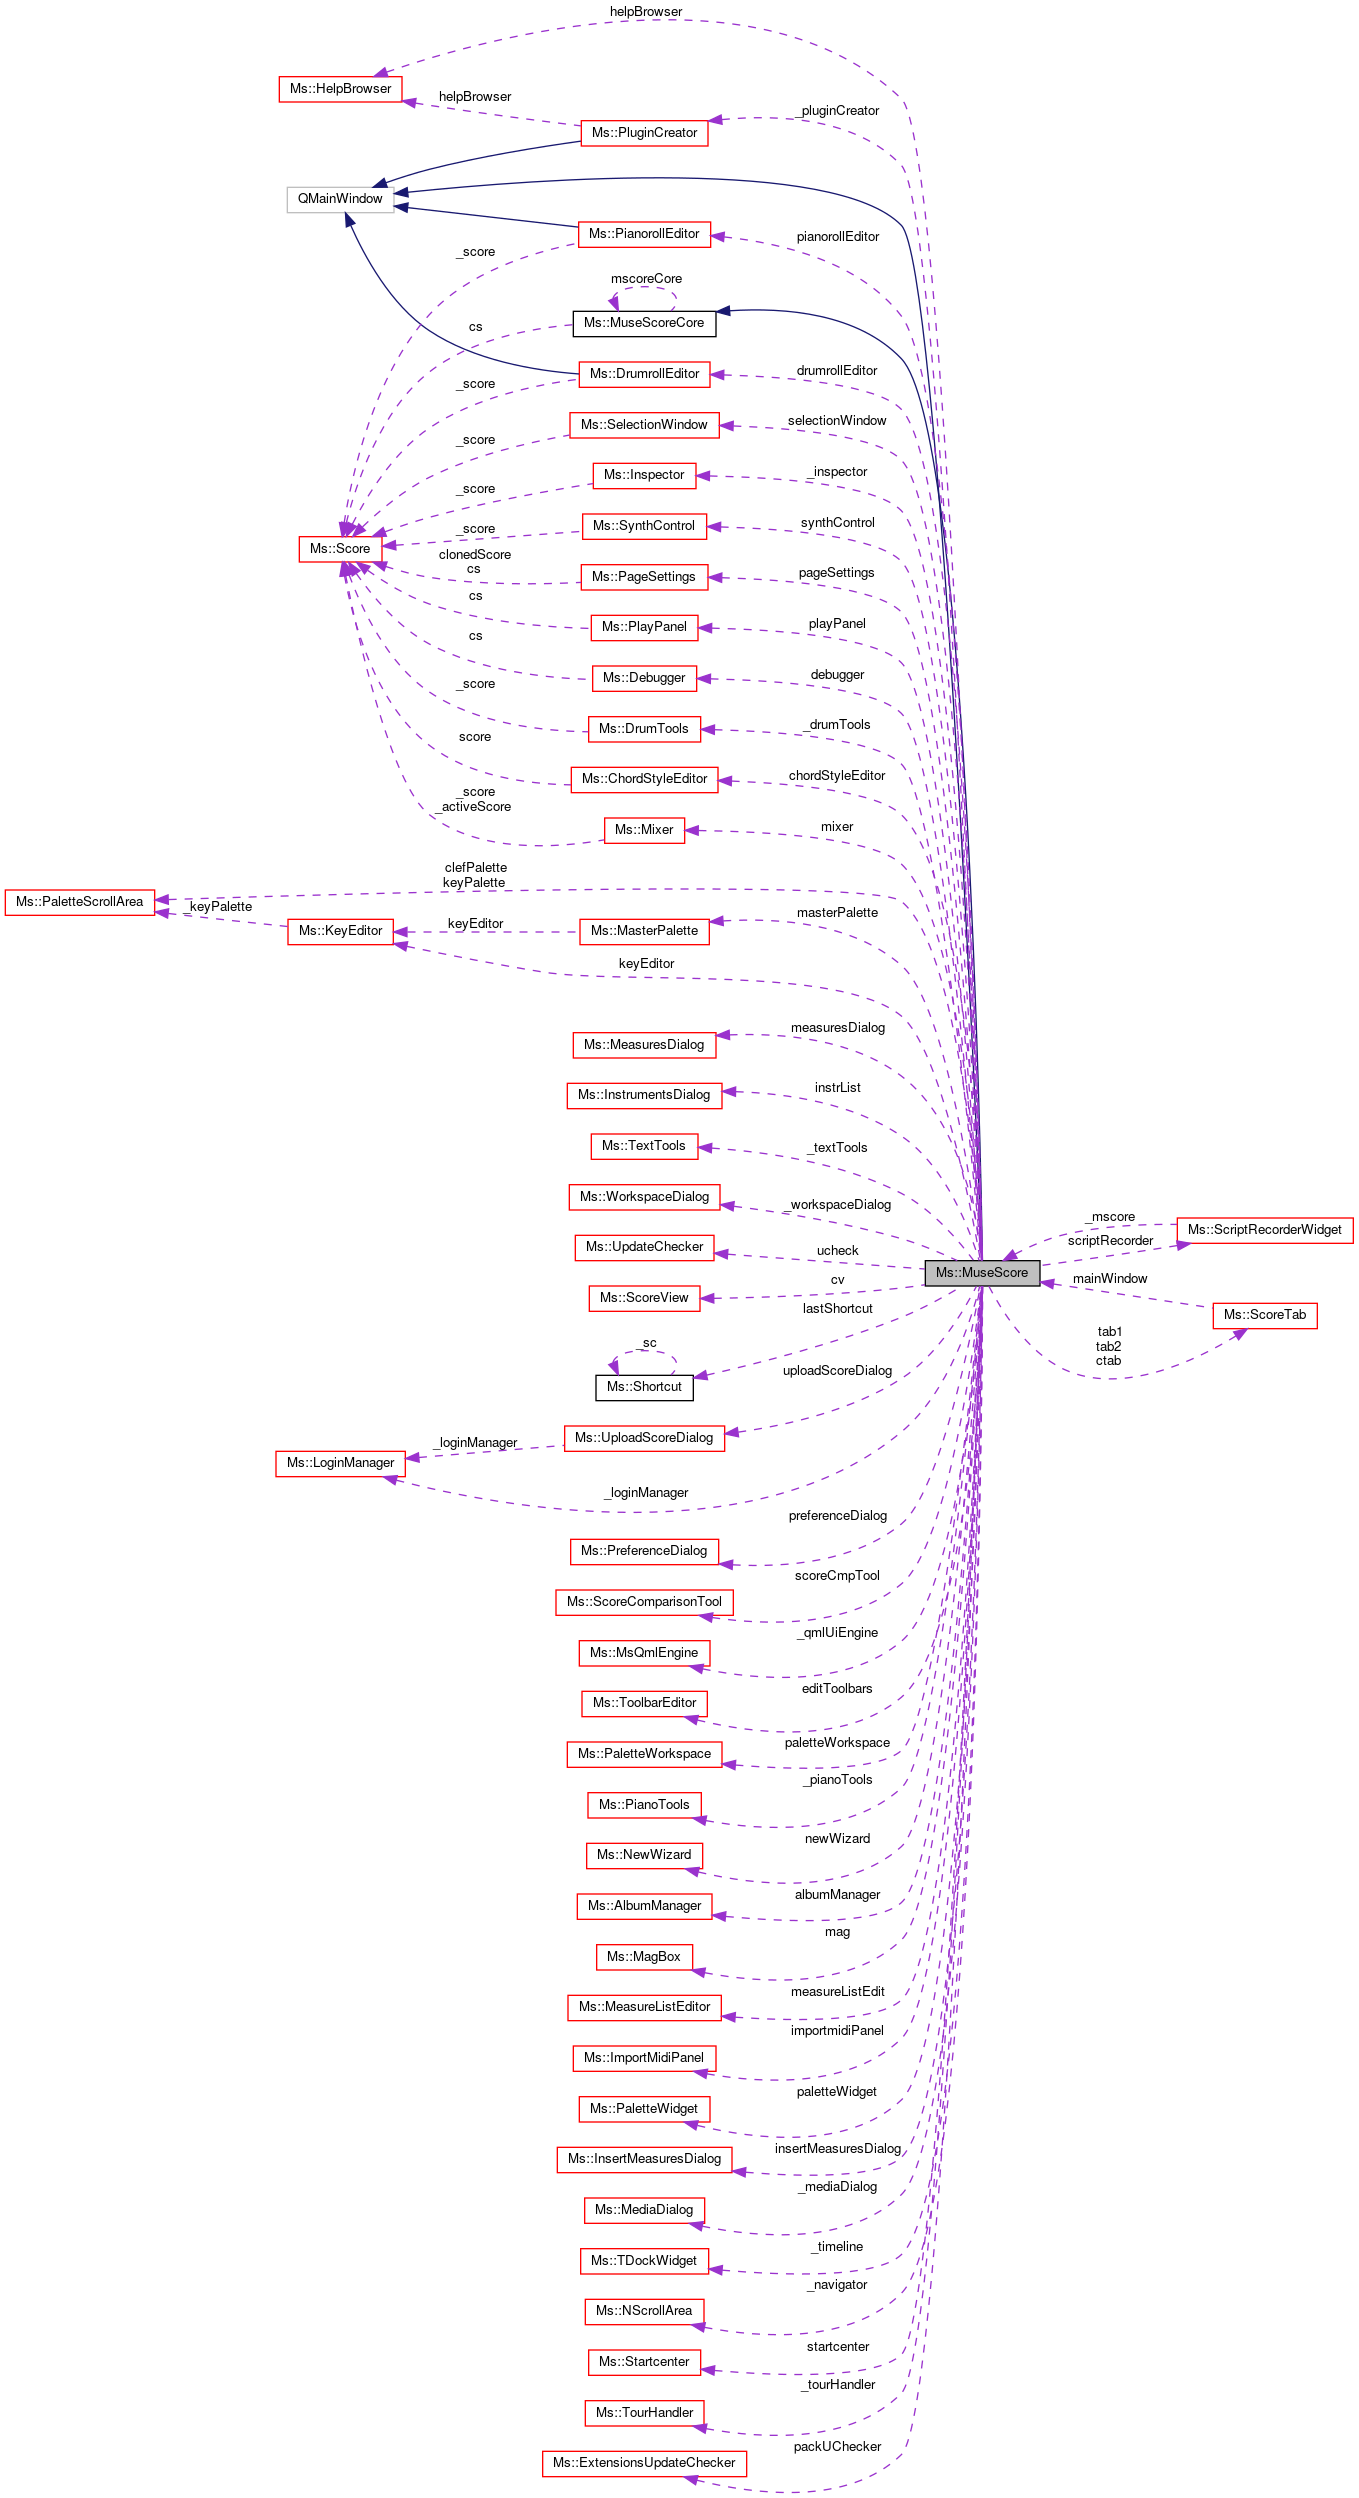 helpBrowser
Ms::HelpBrowser
helpBrowser
_pluginCreator
Ms::PluginCreator
QMainWindow
Ms::PianorollEditor
pianorollEditor
_score
mscoreCore
Ms::MuseScoreCore
cs
Ms::DrumrollEditor
drumrollEditor
_score
Ms::SelectionWindow
selectionWindow
_score
Ms::Inspector
_inspector
_score
Ms::SynthControl
synthControl
_score
Ms::Score
clonedScore
cs
Ms::PageSettings
pageSettings
cs
Ms::PlayPanel
playPanel
cs
Ms::Debugger
debugger
_score
Ms::DrumTools
_drumTools
score
Ms::ChordStyleEditor
chordStyleEditor
_score
_activeScore
Ms::Mixer
mixer
clefPalette
keyPalette
Ms::PaletteScrollArea
_keyPalette
Ms::KeyEditor
keyEditor
Ms::MasterPalette
masterPalette
keyEditor
Ms::MeasuresDialog
measuresDialog
Ms::InstrumentsDialog
instrList
Ms::TextTools
_textTools
Ms::WorkspaceDialog
_workspaceDialog
_mscore
Ms::ScriptRecorderWidget
scriptRecorder
Ms::UpdateChecker
ucheck
Ms::MuseScore
mainWindow
Ms::ScoreView
cv
Ms::ScoreTab
lastShortcut
tab1
tab2
ctab
_sc
Ms::Shortcut
uploadScoreDialog
Ms::UploadScoreDialog
_loginManager
Ms::LoginManager
_loginManager
preferenceDialog
Ms::PreferenceDialog
scoreCmpTool
Ms::ScoreComparisonTool
_qmlUiEngine
Ms::MsQmlEngine
editToolbars
Ms::ToolbarEditor
paletteWorkspace
Ms::PaletteWorkspace
_pianoTools
Ms::PianoTools
newWizard
Ms::NewWizard
albumManager
Ms::AlbumManager
mag
Ms::MagBox
measureListEdit
Ms::MeasureListEditor
importmidiPanel
Ms::ImportMidiPanel
paletteWidget
Ms::PaletteWidget
insertMeasuresDialog
Ms::InsertMeasuresDialog
_mediaDialog
Ms::MediaDialog
_timeline
Ms::TDockWidget
_navigator
Ms::NScrollArea
startcenter
Ms::Startcenter
_tourHandler
Ms::TourHandler
packUChecker
Ms::ExtensionsUpdateChecker